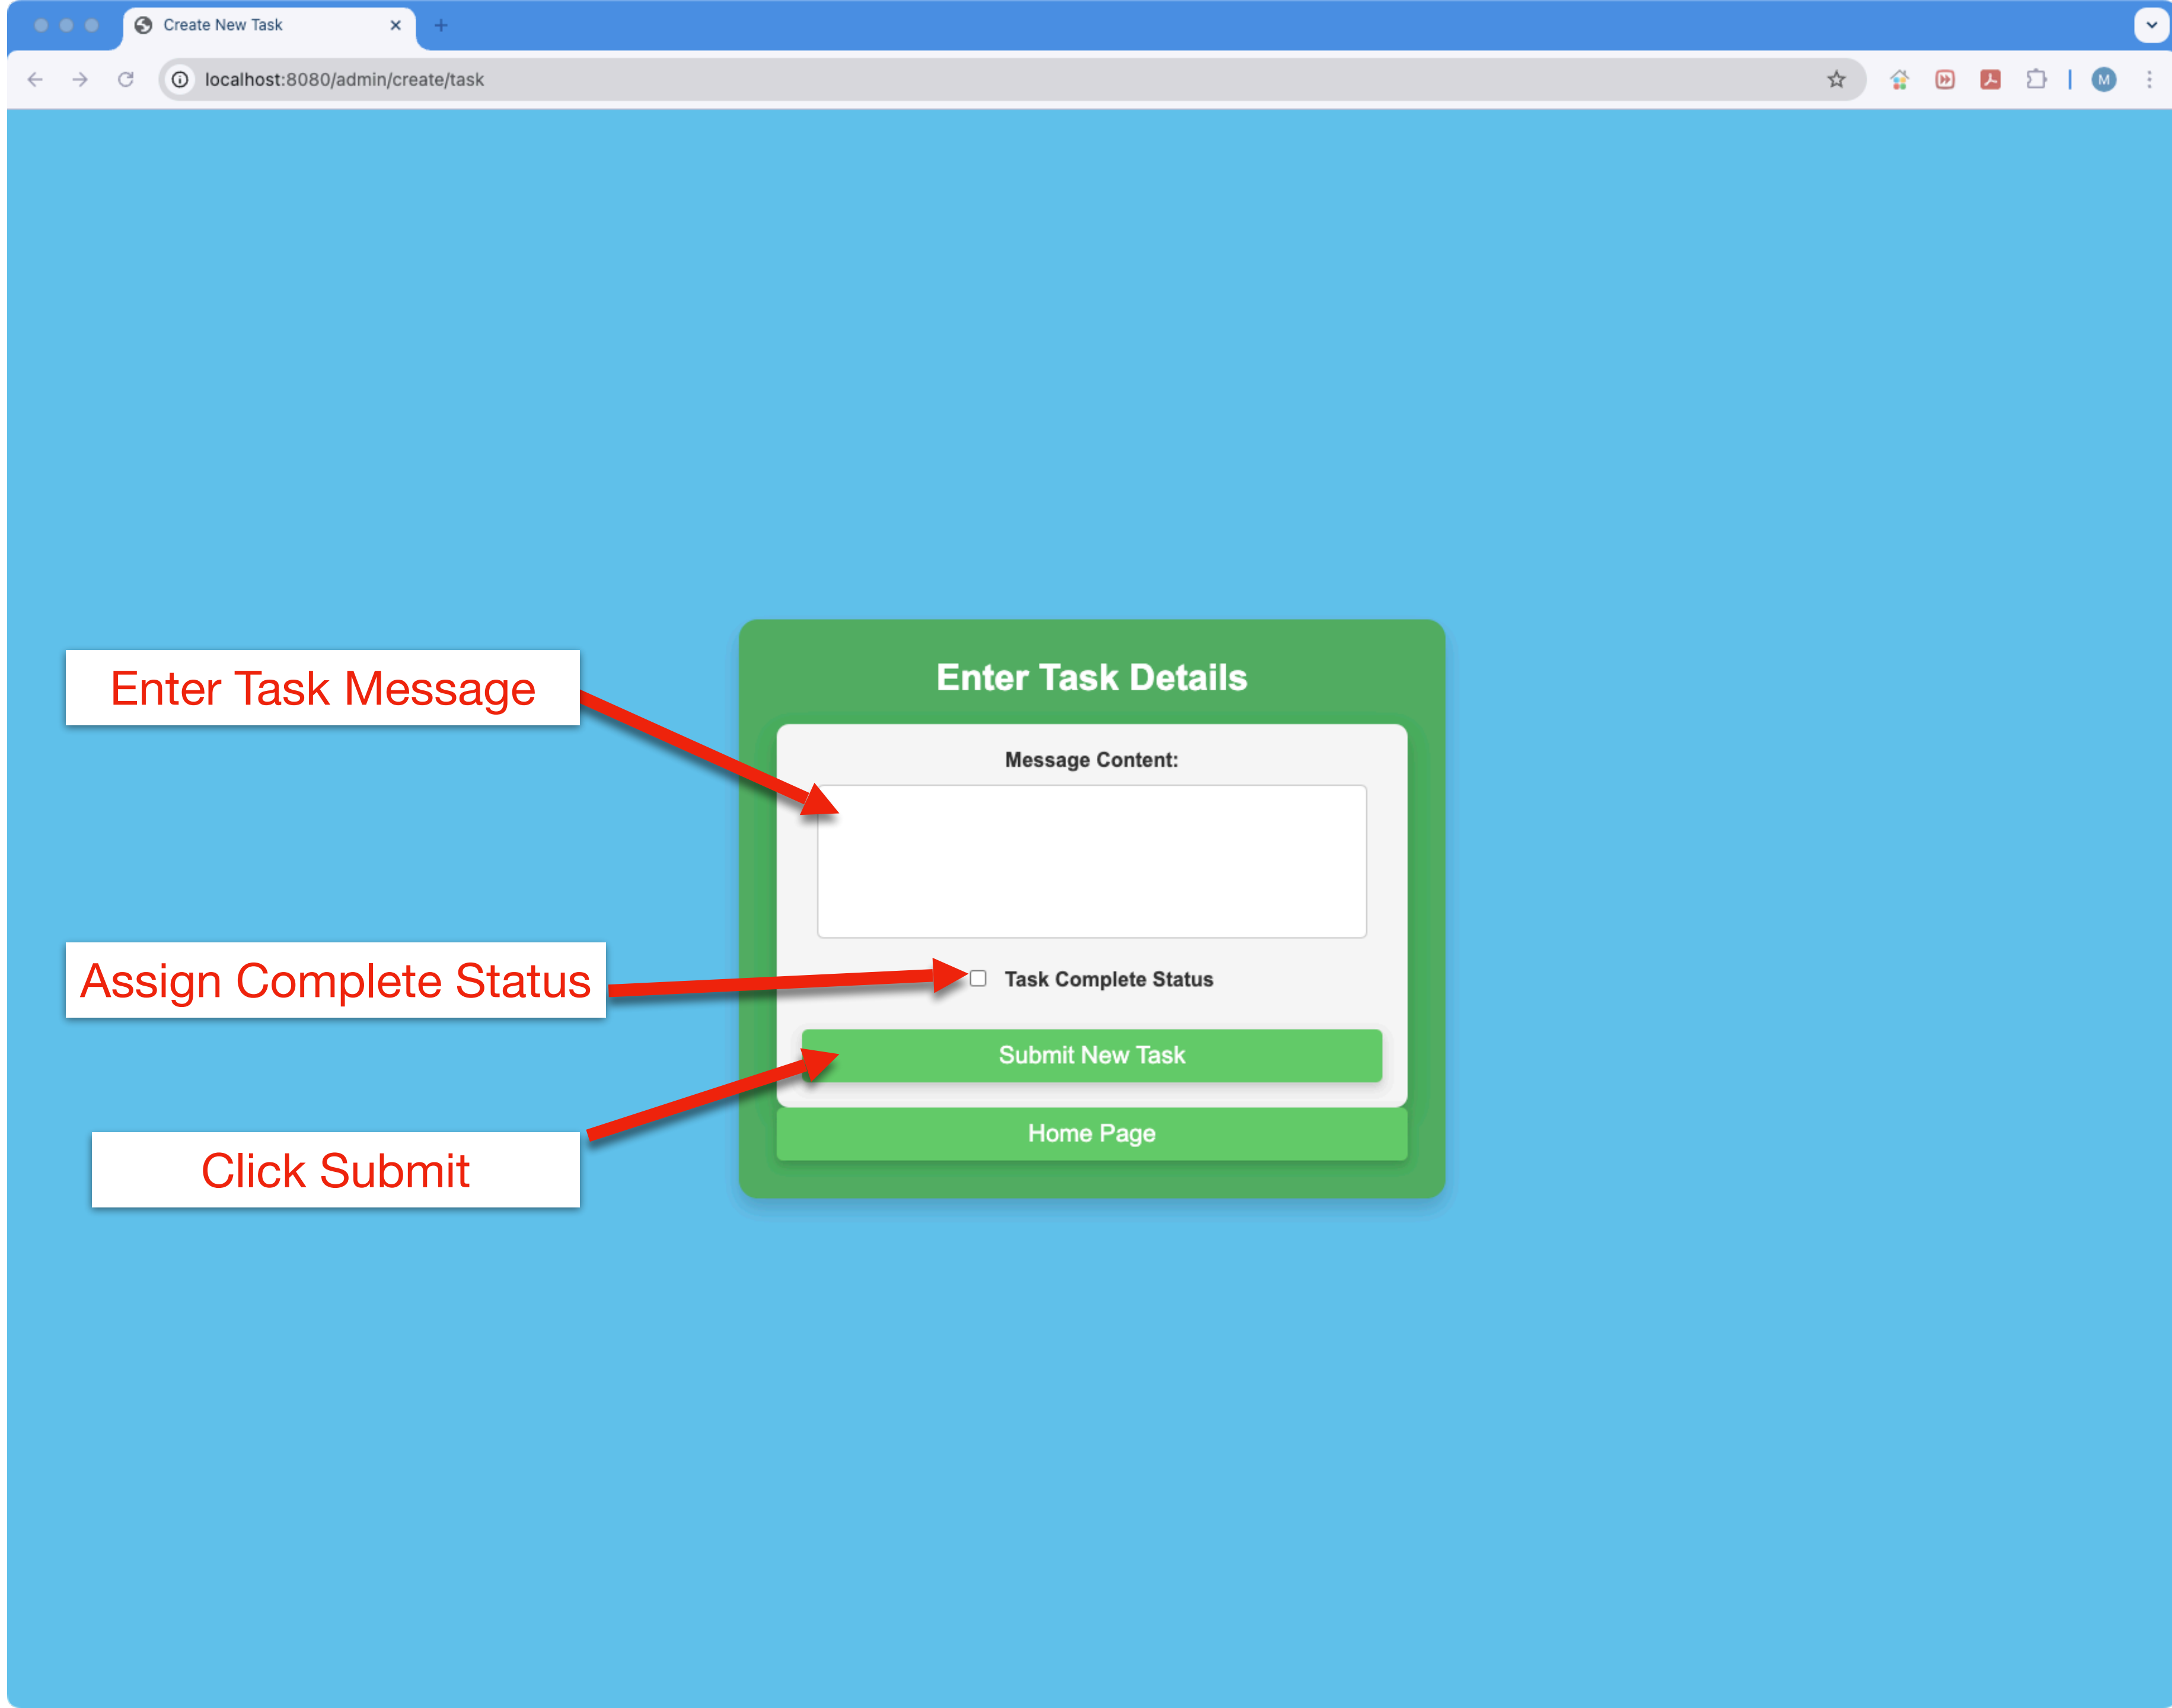 Create New Task
localhost:8080/admin/create/task
M
Enter Task Details
Enter Task Message
Message Content:
Assign Complete Status
Task Complete Status
Submit New Task
Home Page
Click Submit